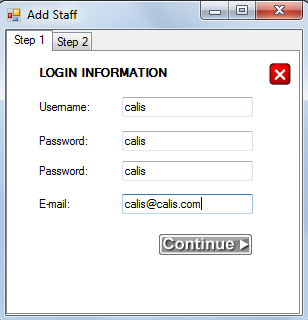 Add Staff
Step 1 Step 2
LOGIN INFORMATION
Username: calis
Password: calis
Password: calis
E-mail: calis@calis.com
Continue